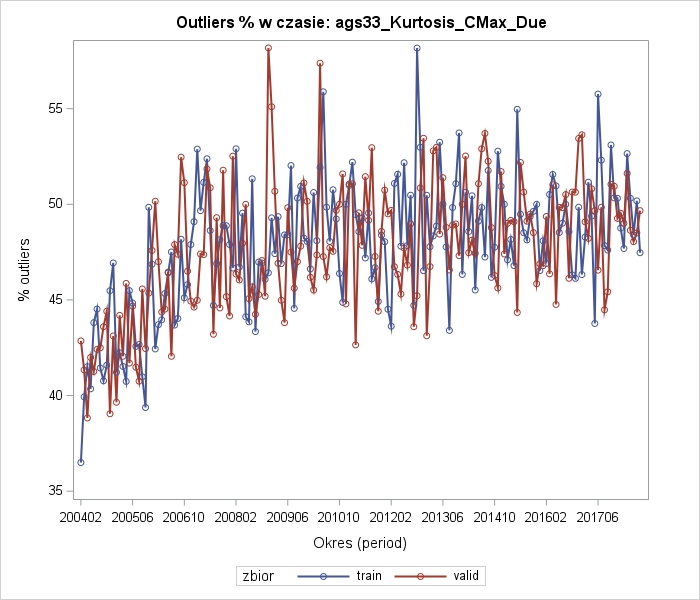 Outliers % w czasie: ags33_Kurtosis_CMax_Due
% outliers
55
50
45
40
35
200402 200506 200610 200802 200906 201010 201202 201306 201410 201602 201706
Okres (period)
zbior train valid